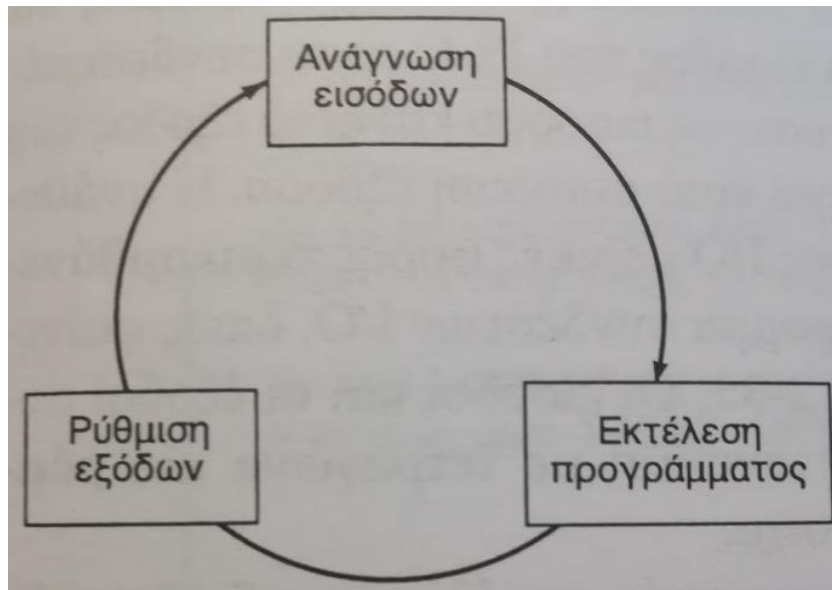 Ανάγνωση
εισόδων
Εκτέλεση
προγράμματος
Ρύθμιση
εξόδων